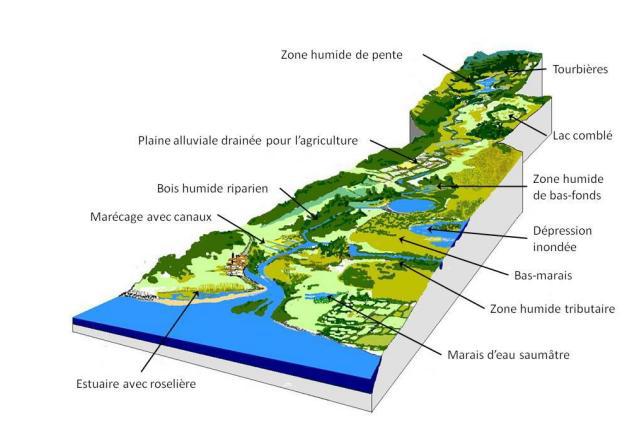 Zone humide de pente
Tourbières
Lac comblé
Plaine alluviale drainée pour l'agriculture
Zone humide
de bas-fonds
Bois humide riparien
Marécage avec canaux
Dépression
inondée
Bas-marais
Zone humide tributaire
Marais d'eau saumâtre
Estuaire avec roselière